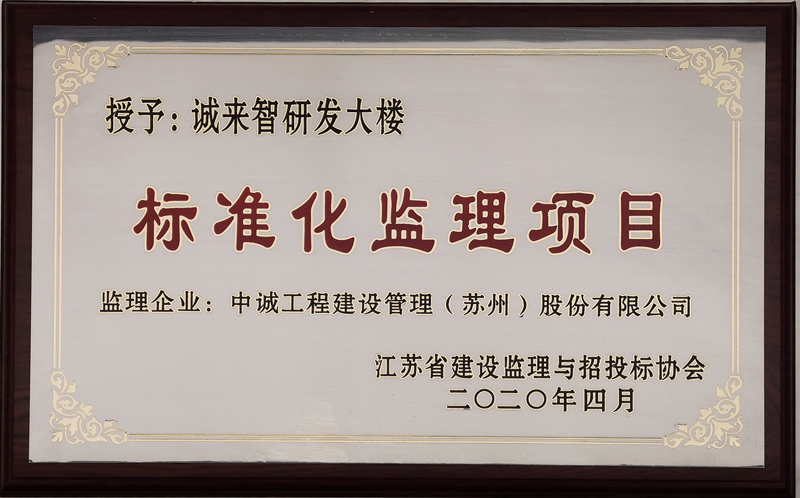 授予：诚来智研发大楼
标准化监理项目
监理企业：中诚工程建设管理（苏州）股份有限公司
江苏省建设监理与招投标协会
二〇二〇年四月